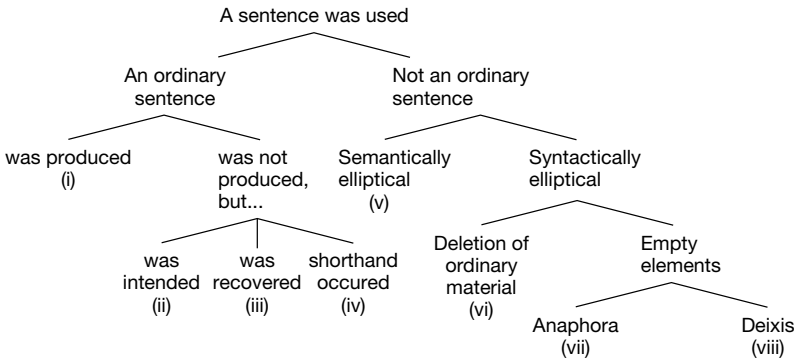 A sentence was used
An ordinary
sentence
Not an ordinary
sentence
was produced
(i)
was not
produced,
but...
Semantically
elliptical
(v)
Syntactically
elliptical
was
intended
(ii)
was
recovered
(iii)
shorthand
occured
(iv)
Deletion of
ordinary
material
(vi)
Empty
elements
Anaphora
(vii)
Deixis
(viii)